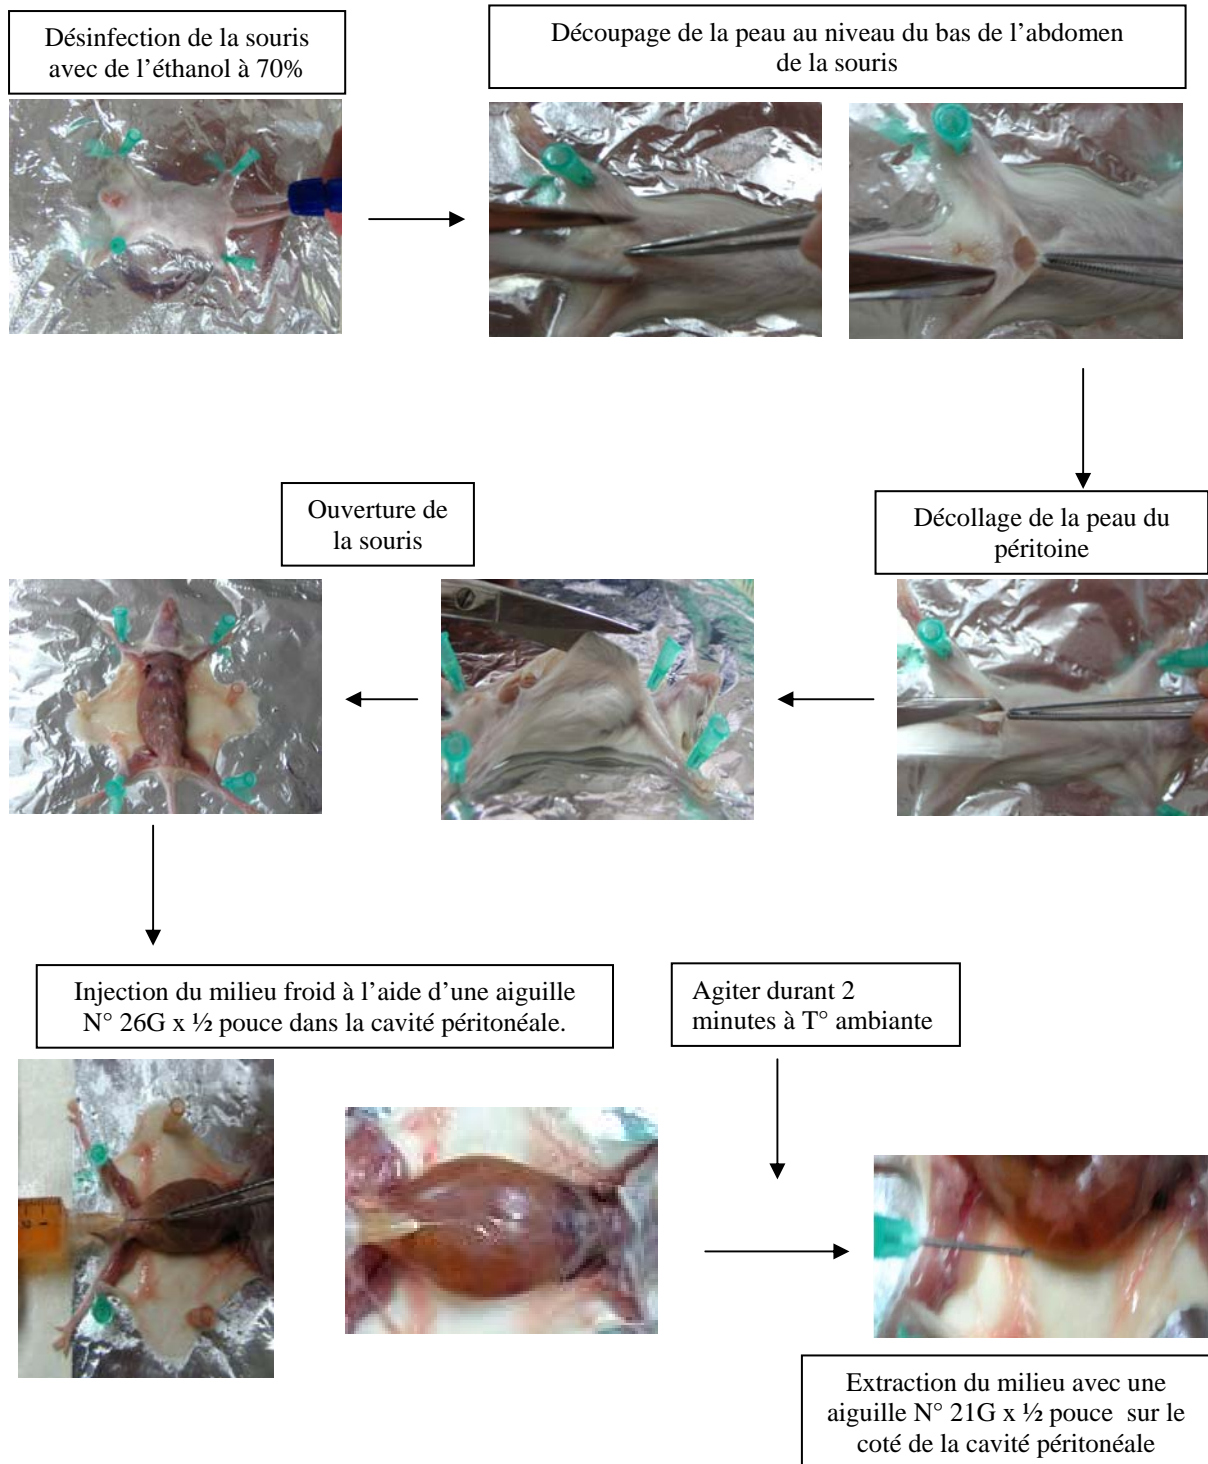 Désinfection de la souris
avec de l’éthanol à 70%
Découpage de la peau au niveau du bas de l’abdomen
de la souris
Ouverture de
la souris
Décollage de la peau du
péritoine
Injection du milieu froid à l’aide d’une aiguille
N° 26G x ½ pouce dans la cavité péritonéale.
Agiter durant 2
minutes à T° ambiante
Extraction du milieu avec une
aiguille N° 21G x ½ pouce sur le
coté de la cavité péritonéale